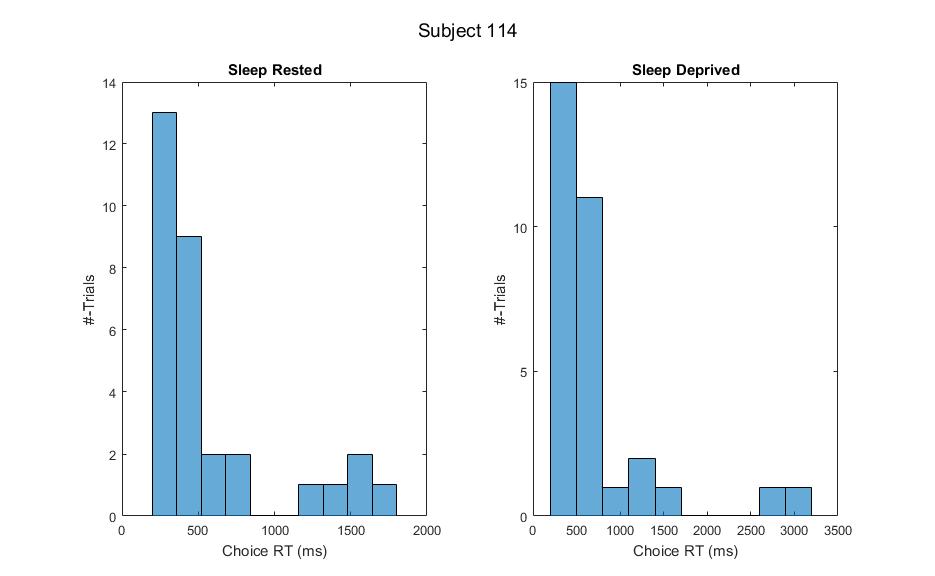 Subject 114
Sleep Rested
14
12
10
8
6
4
2
0
#-Trials
0 500 1000 1500 2000
Choice RT (ms)
Sleep Deprived
15
10
5
0
#-Trials
0 500 1000 1500 2000 2500 3000 3500
Choice RT (ms)